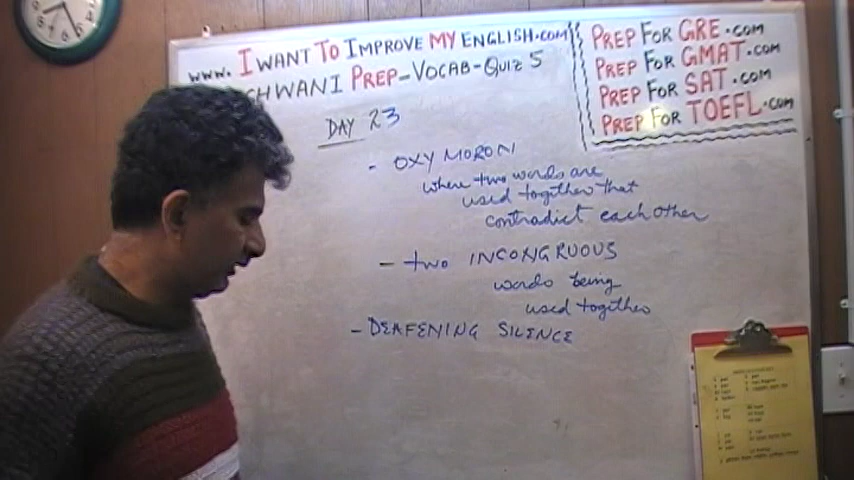 www. I WANT TO IMPROVE MY ENGLISH.COM
CHWANI PREP-VOCAB-QUIZ 5
PREP FOR GRE.COM
PREP FOR GMAT.COM
PREP FOR SAT.COM
PREP FOR TOEFL.COM
DAY 23
- OXYMORON
where two words are
used together that
contradict each other
- two INCONGRUOUS
words being
used together
- DEAFENING SILENCE